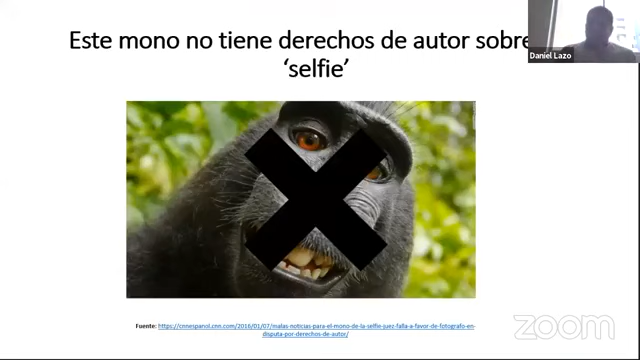 Este mono no tiene derechos de autor sobre
‘selfie’
Daniel Lazo
Fuente: https://cnnespanol.cnn.com/2016/01/07/malas-noticias-para-el-mono-de-la-selfie-juez-falla-a-favor-de-fotografo-en-
disputa-por-derechos-de-autor/
zoom